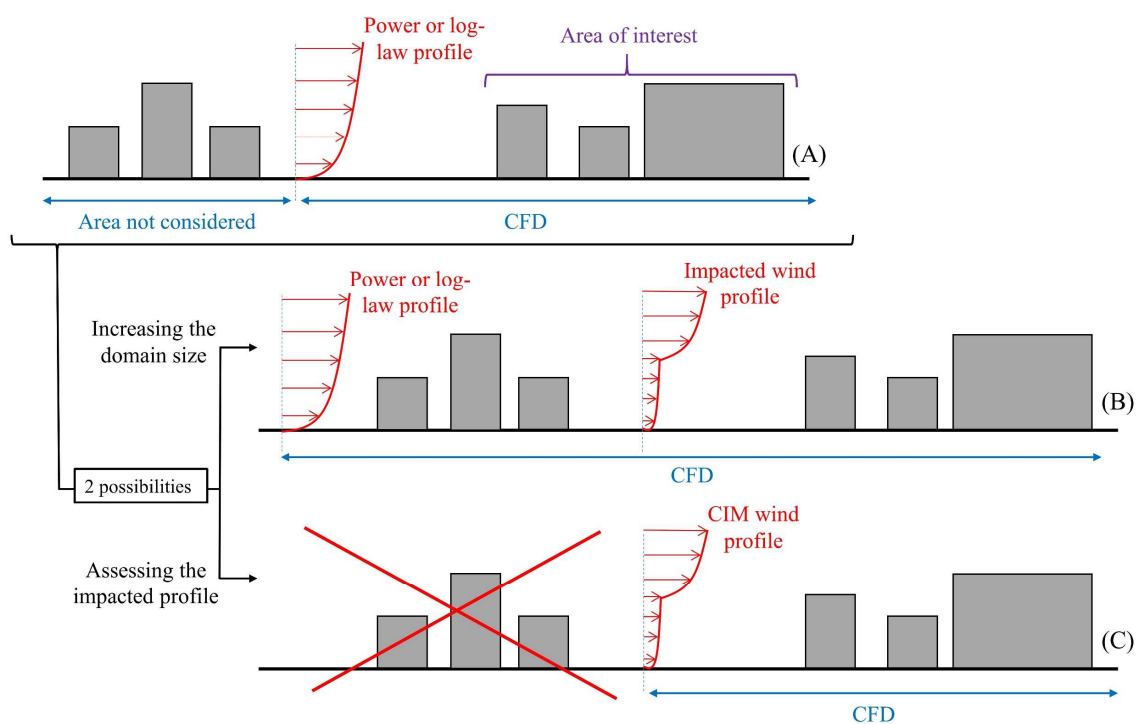 Power or log-
law profile
Area of interest
(A)
Area not considered
CFD
Power or log-
law profile
Impacted wind
profile
Increasing the
domain size
(B)
CFD
2 possibilities
CIM wind
profile
Assessing the
impacted profile
(C)
CFD